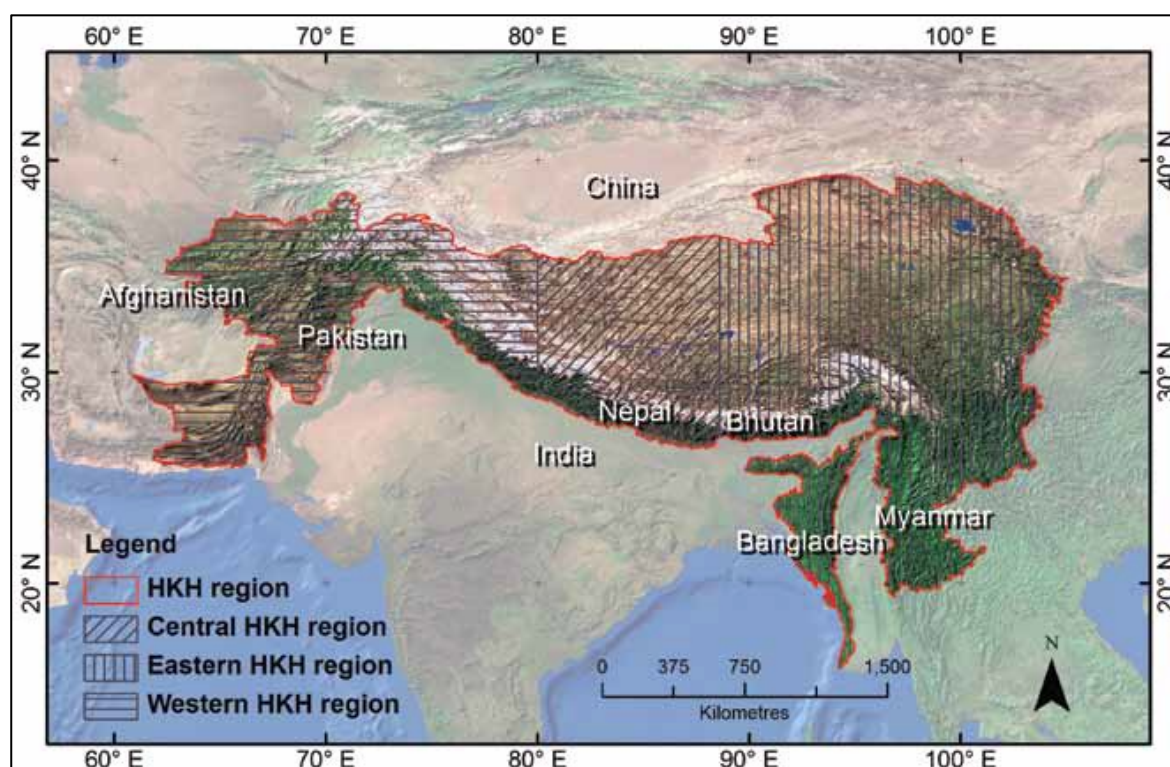 60° E 70° E 80° E 90° E 100° E
40° N
40° N
China
Afghanistan
Pakistan
30° N
30° N
Nepal
Bhutan
India
Myanmar
Bangladesh
20° N
20° N
Legend
HKH region
Central HKH region
Eastern HKH region
Western HKH region
0 375 750 1,500
Kilometres
N
60° E 70° E 80° E 90° E 100° E